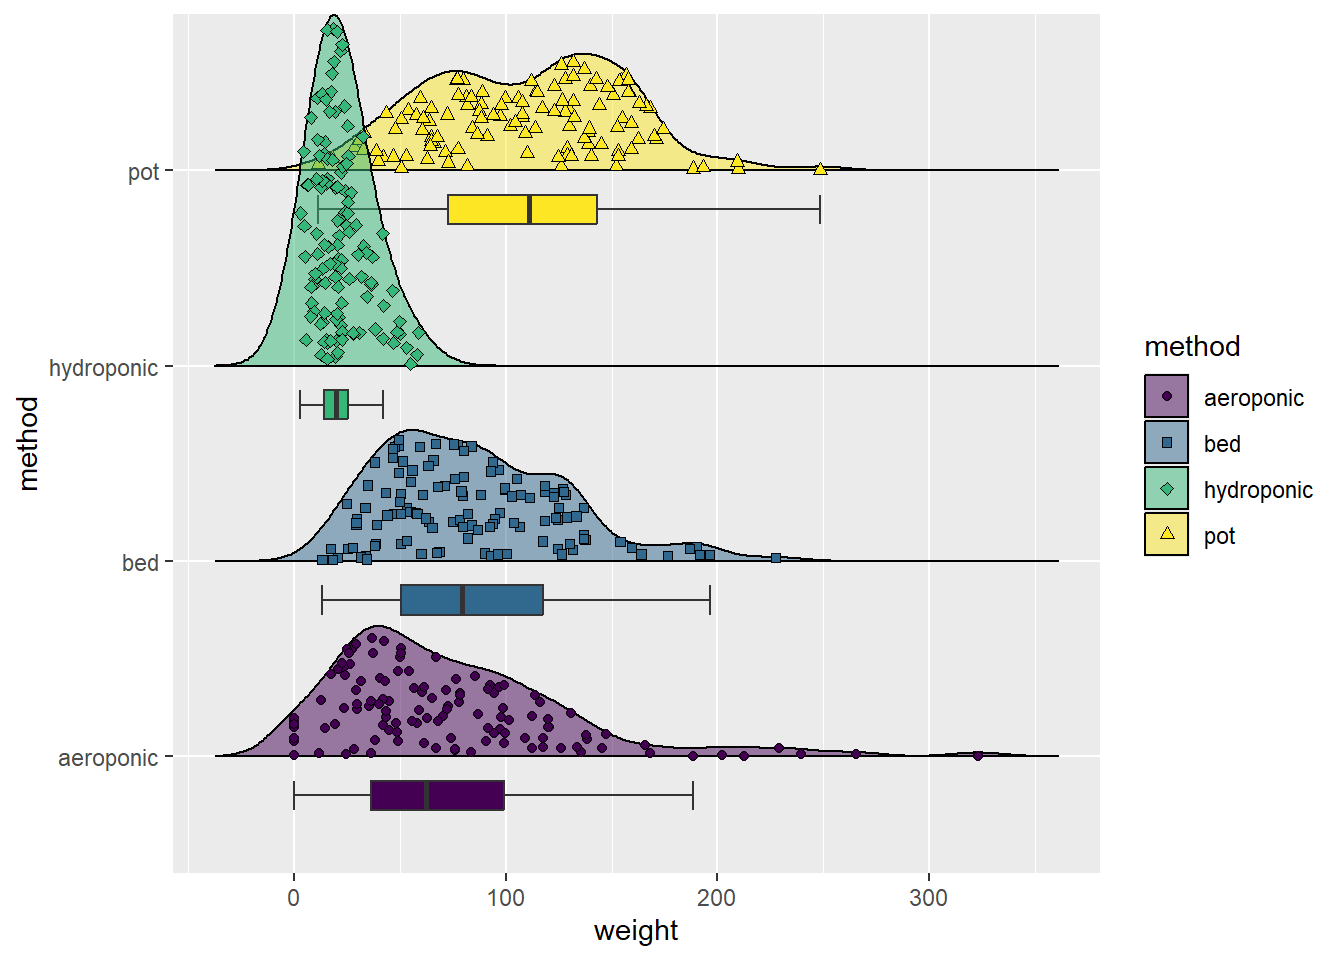 pot
hydroponic
bed
aeroponic
method
0 100 200 300
weight
method
aeroponic
bed
hydroponic
pot